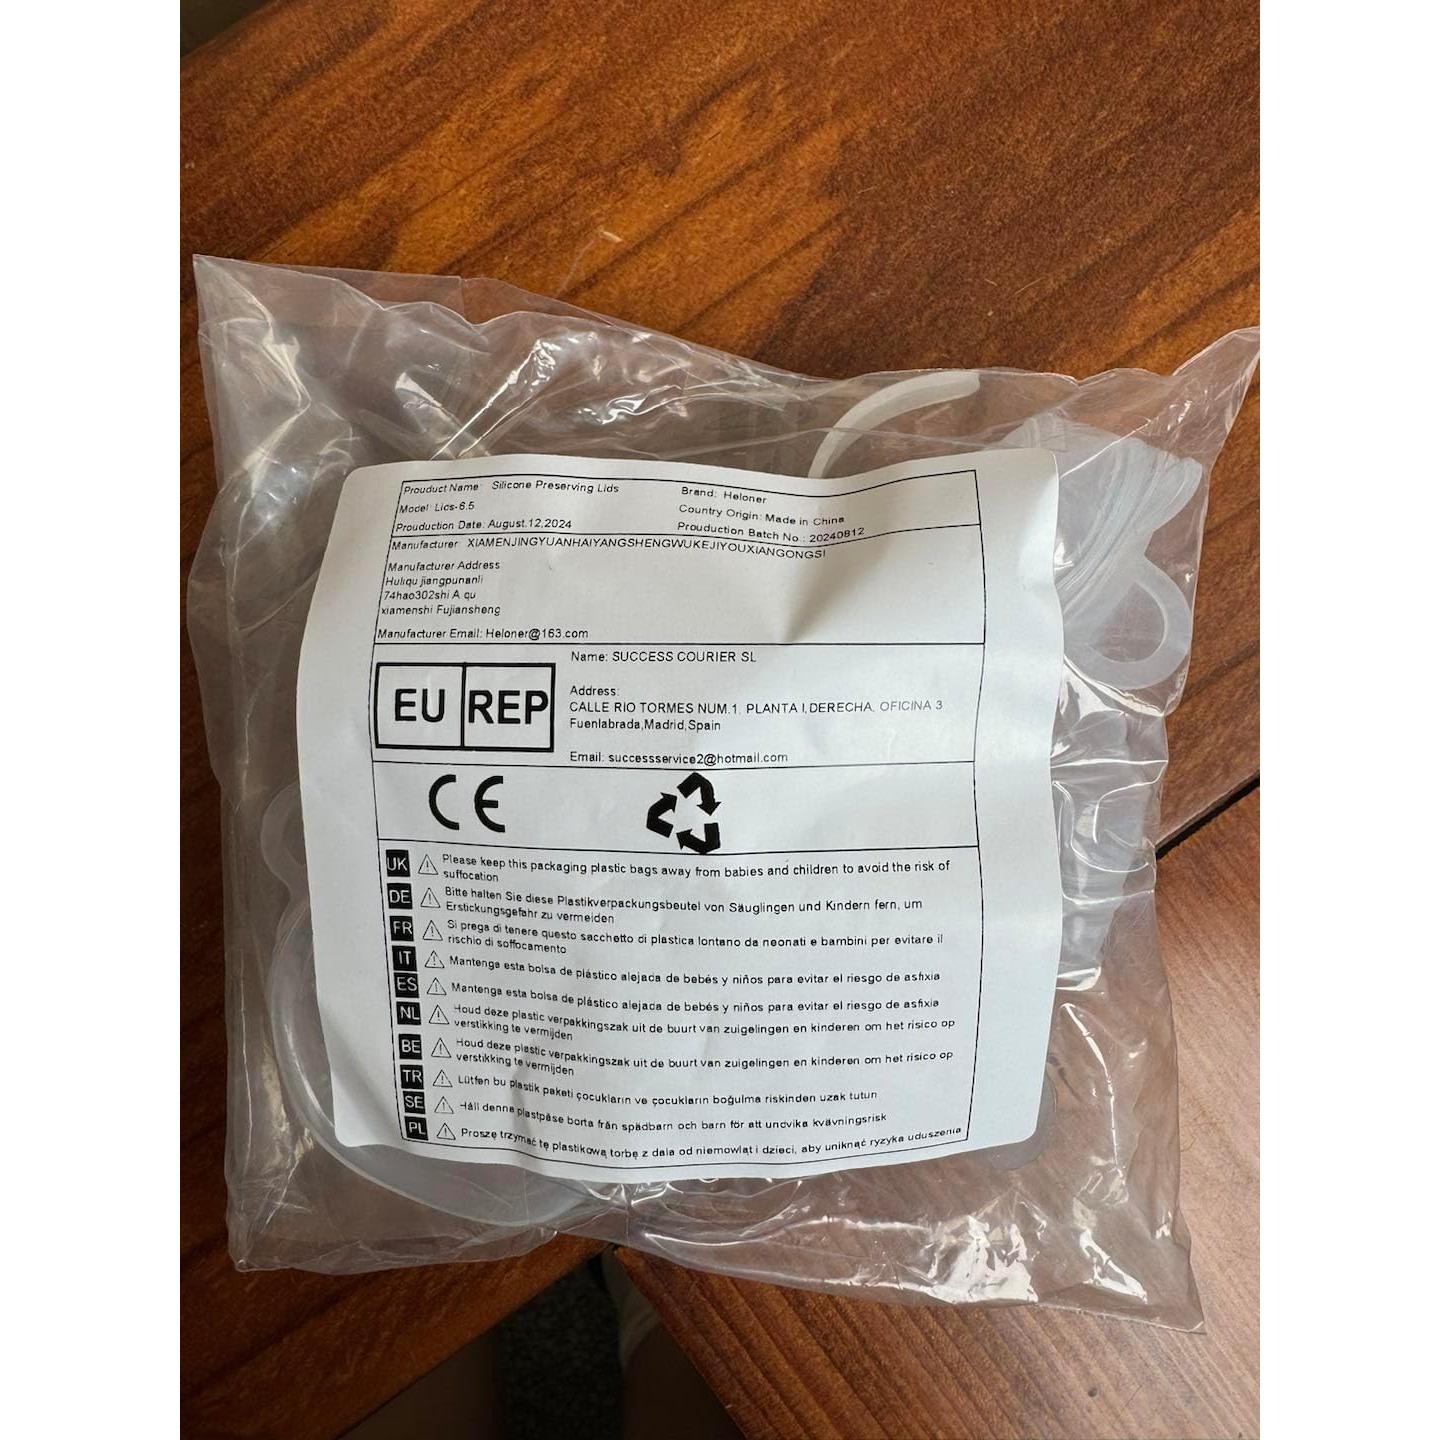 Prouduct Name: Silicone Preserving Lids
Brand: Heloner
Model: Lics-6.5
Country Origin: Made in China
Prouduction Date: August.12,2024
Prouduction Batch No.: 20240812
Manufacturer XIAMENJINGYUANHAIYANGSHENGWUKEJIYOUXIANGONGSI
Manufacturer Address
Huliqu jiangpunanli
74hao302shi A qu
xiamenshi Fujiansheng
Manufacturer Email: Heloner@163.com
EU REP
Name: SUCCESS COURIER SL
Address:
CALLE RIO TORMES NUM.1, PLANTA I,DERECHA, OFICINA 3
Fuenlabrada,Madrid,Spain
Email: successservice2@hotmail.com
CE
UK Please keep this packaging plastic bags away from babies and children to avoid the risk of
suffocation
DE Bitte halten Sie diese Plastikverpackungsbeutel von Säuglingen und Kindern fern, um
Erstickungsgefahr zu vermeiden
FR Si prega di tenere questo sacchetto di plastica lontano da neonati e bambini per evitare il
rischio di soffocamento
IT Mantenga esta bolsa de plástico alejada de bebés y niños para evitar el riesgo de asfixia
ES Mantenga esta bolsa de plástico alejada de bebés y niños para evitar el riesgo de asfixia
NL Houd deze plastic verpakkingszak uit de buurt van zuigelingen en kinderen om het risico op
verstikking te vermijden
BE Houd deze plastic verpakkingszak uit de buurt van zuigelingen en kinderen om het risico op
verstikking te vermijden
TR Lütfen bu plastik paketi çocukların ve çocukların boğulma riskinden uzak tutun
SE Håll denna plastpåse borta från spädbarn och barn för att undvika kvävningsrisk
PL Proszę trzymać tę plastikową torbę z dala od niemowląt i dzieci, aby uniknąć ryzyka uduszenia